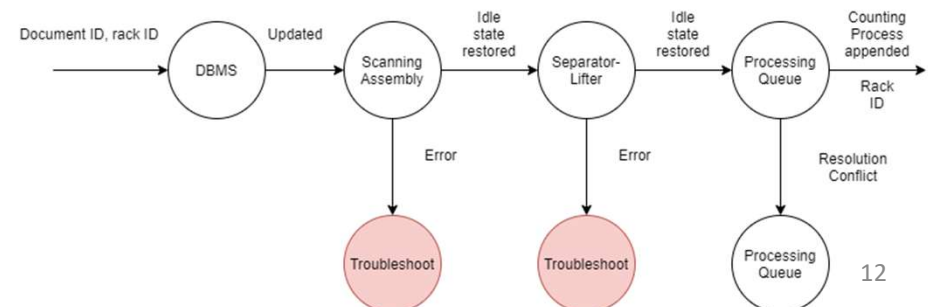 Document ID, rack ID
DBMS
Updated
Scanning
Assembly
Idle
state
restored
Separator-
Lifter
Idle
state
restored
Processing
Queue
Counting
Process
appended
Rack
ID
Error
Error
Resolution
Conflict
Troubleshoot
Troubleshoot
Processing
Queue
12